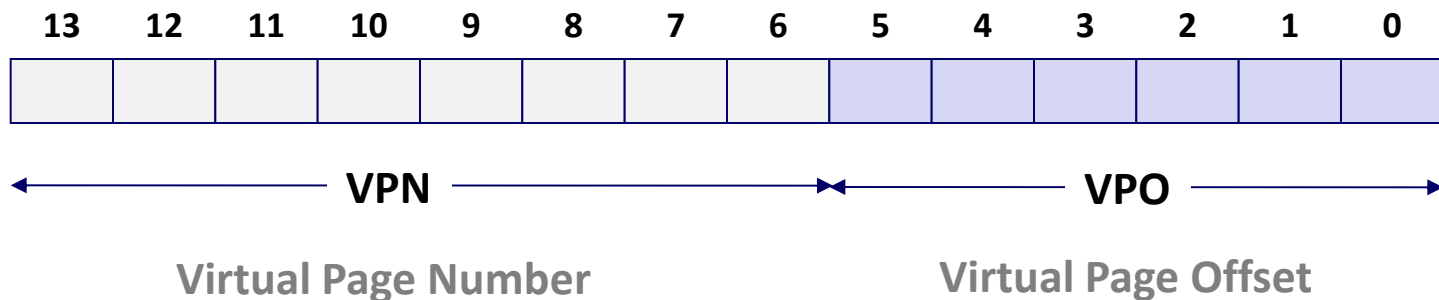 13 12 11 10 9 8 7 6 5 4 3 2 1 0
VPN VPO
Virtual Page Number Virtual Page Offset